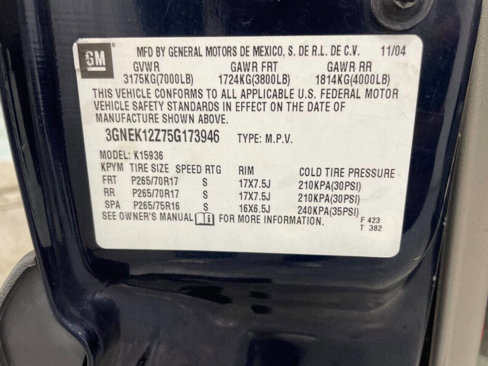 GM MFD BY GENERAL MOTORS DE MEXICO, S. DE R.L. DE C.V. 11/04
GVWR GAWR FRT GAWR RR
3175KG(7000LB) 1724KG(3800LB) 1814KG(4000LB)
THIS VEHICLE CONFORMS TO ALL APPLICABLE U.S. FEDERAL MOTOR
VEHICLE SAFETY STANDARDS IN EFFECT ON THE DATE OF
MANUFACTURE SHOWN ABOVE.
3GNEK12Z75G173946 TYPE: M.P.V.
MODEL: K15936
KPYM TIRE SIZE SPEED RTG RIM COLD TIRE PRESSURE
FRT P265/70R17 S 17X7.5J 210KPA(30PSI)
RR P265/70R17 S 17X7.5J 210KPA(30PSI)
SPA P265/75R16 S 16X6.5J 240KPA(35PSI)
SEE OWNER'S MANUAL FOR MORE INFORMATION.
F 423
T 382